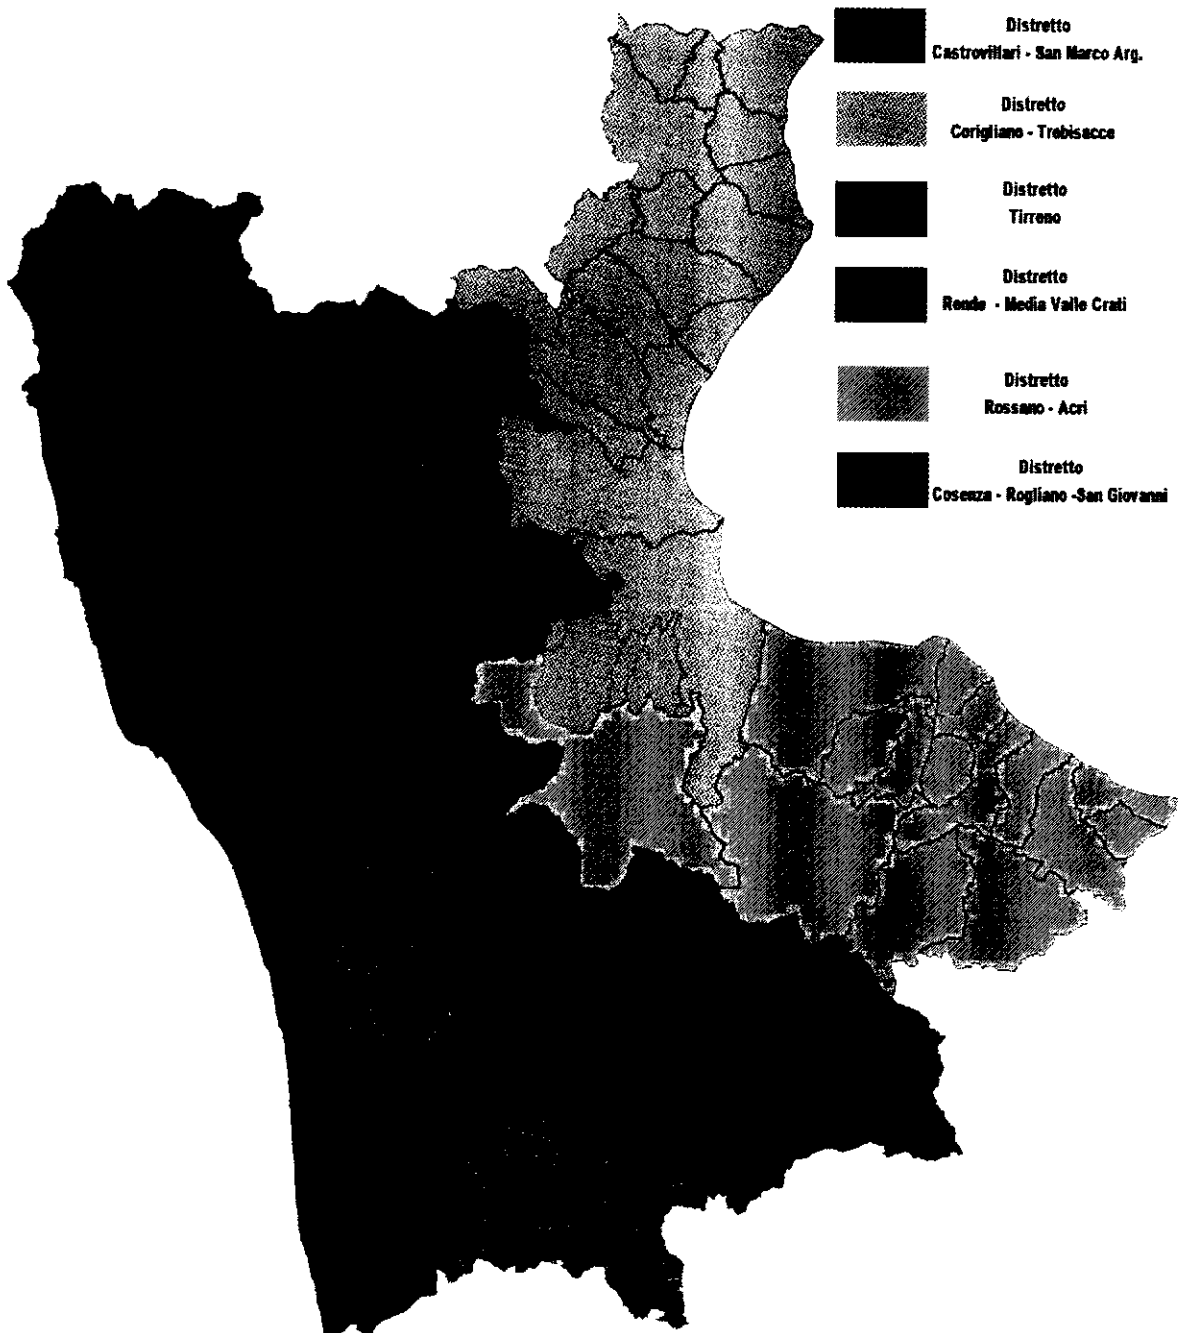 Distretto
Castrovillari - San Marco Arg.
Distretto
Corigliano - Trebisacce
Distretto
Tirreno
Distretto
Rende - Media Valle Crati
Distretto
Rossano - Acri
Distretto
Cosenza - Rogliano -San Giovanni